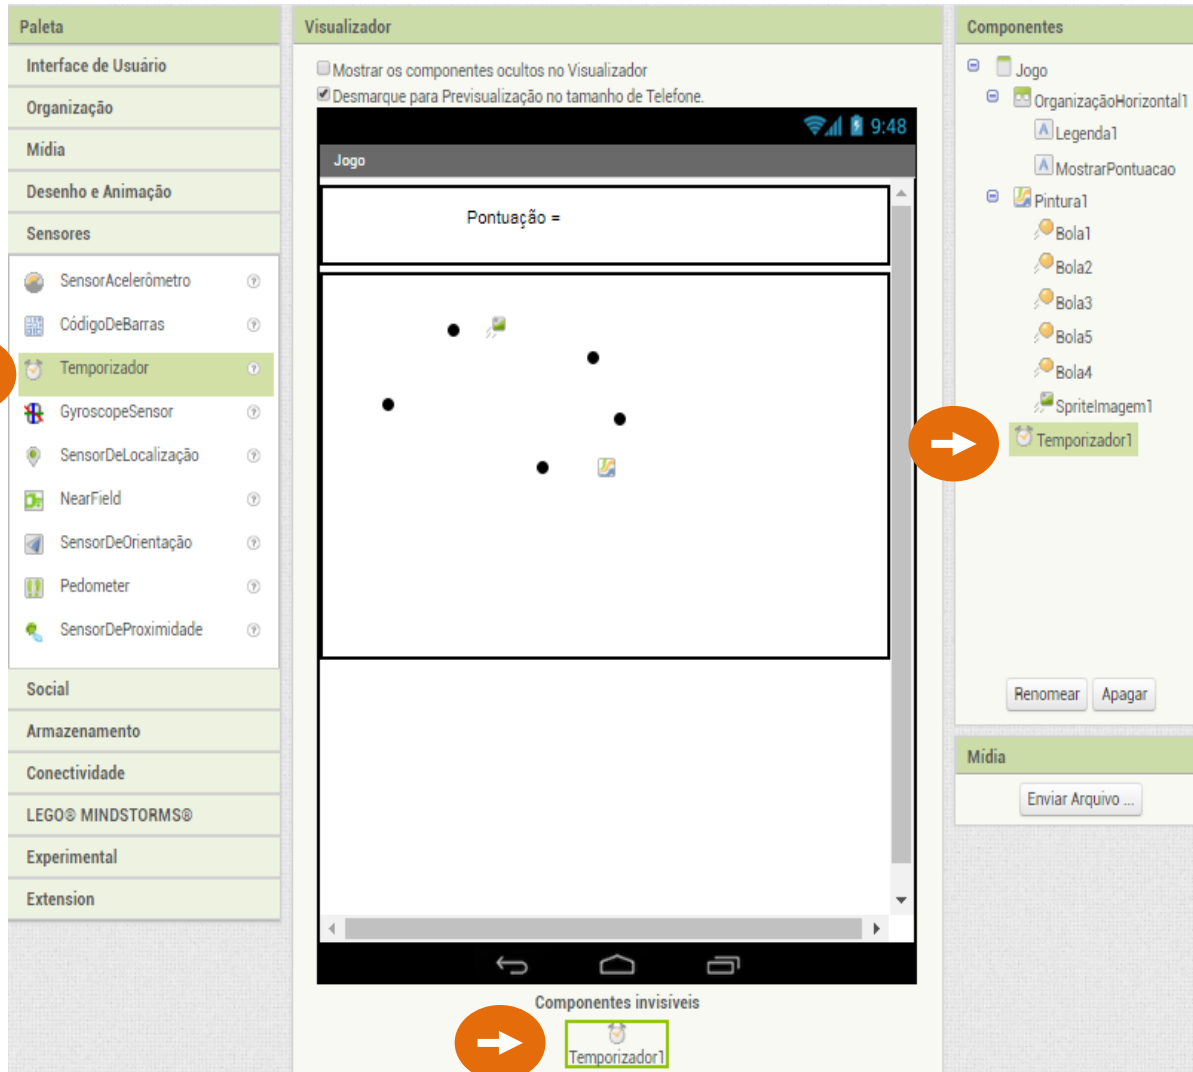 Paleta
Interface de Usuário
Organização
Mídia
Desenho e Animação
Sensores
SensorAcelerômetro
CódigoDeBarras
Temporizador
GyroscopeSensor
SensorDeLocalização
NearField
SensorDeOrientação
Pedometer
SensorDeProximidade
Social
Armazenamento
Conectividade
LEGO® MINDSTORMS®
Experimental
Extension
Visualizador
Mostrar os componentes ocultos no Visualizador
Desmarque para Previsualização no tamanho de Telefone.
9:48
Jogo
Pontuação =
Componentes invisíveis
Temporizador1
Componentes
Jogo
OrganizaçãoHorizontal1
Legenda1
MostrarPontuacao
Pintura1
Bola1
Bola2
Bola3
Bola5
Bola4
SpriteImagem1
Temporizador1
Renomear Apagar
Mídia
Enviar Arquivo ...